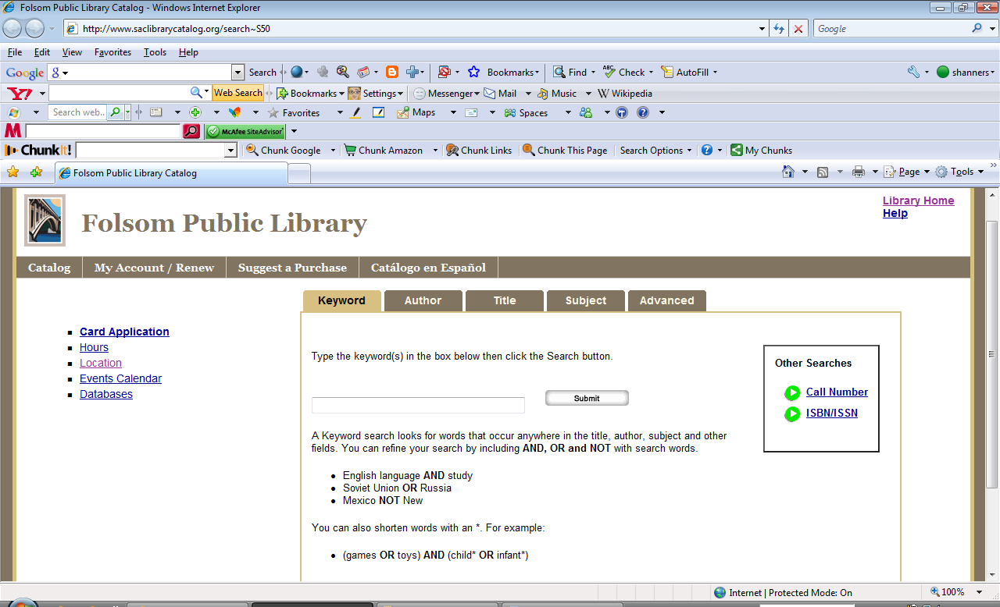 Folsom Public Library Catalog - Windows Internet Explorer
http://www.saclibrarycatalog.org/search~S50
Google
File Edit View Favorites Tools Help
Google g Search Bookmarks Find ABC Check AutoFill shanners
Y! Web Search Bookmarks Settings Messenger Mail Music W Wikipedia
Search web... Favorites Maps Spaces
M McAfee SiteAdvisor
ChunkIt! Chunk Google Chunk Amazon Chunk Links Chunk This Page Search Options ? My Chunks
Folsom Public Library Catalog Page Tools
Library Home
Help
Folsom Public Library
Catalog My Account / Renew Suggest a Purchase Catálogo en Español
Keyword Author Title Subject Advanced
Card Application
Hours
Location
Events Calendar
Databases
Type the keyword(s) in the box below then click the Search button.
Submit
A Keyword search looks for words that occur anywhere in the title, author, subject and other
fields. You can refine your search by including AND, OR and NOT with search words.
English language AND study
Soviet Union OR Russia
Mexico NOT New
You can also shorten words with an *. For example:
(games OR toys) AND (child* OR infant*)
Other Searches
Call Number
ISBN/ISSN
Internet | Protected Mode: On 100%